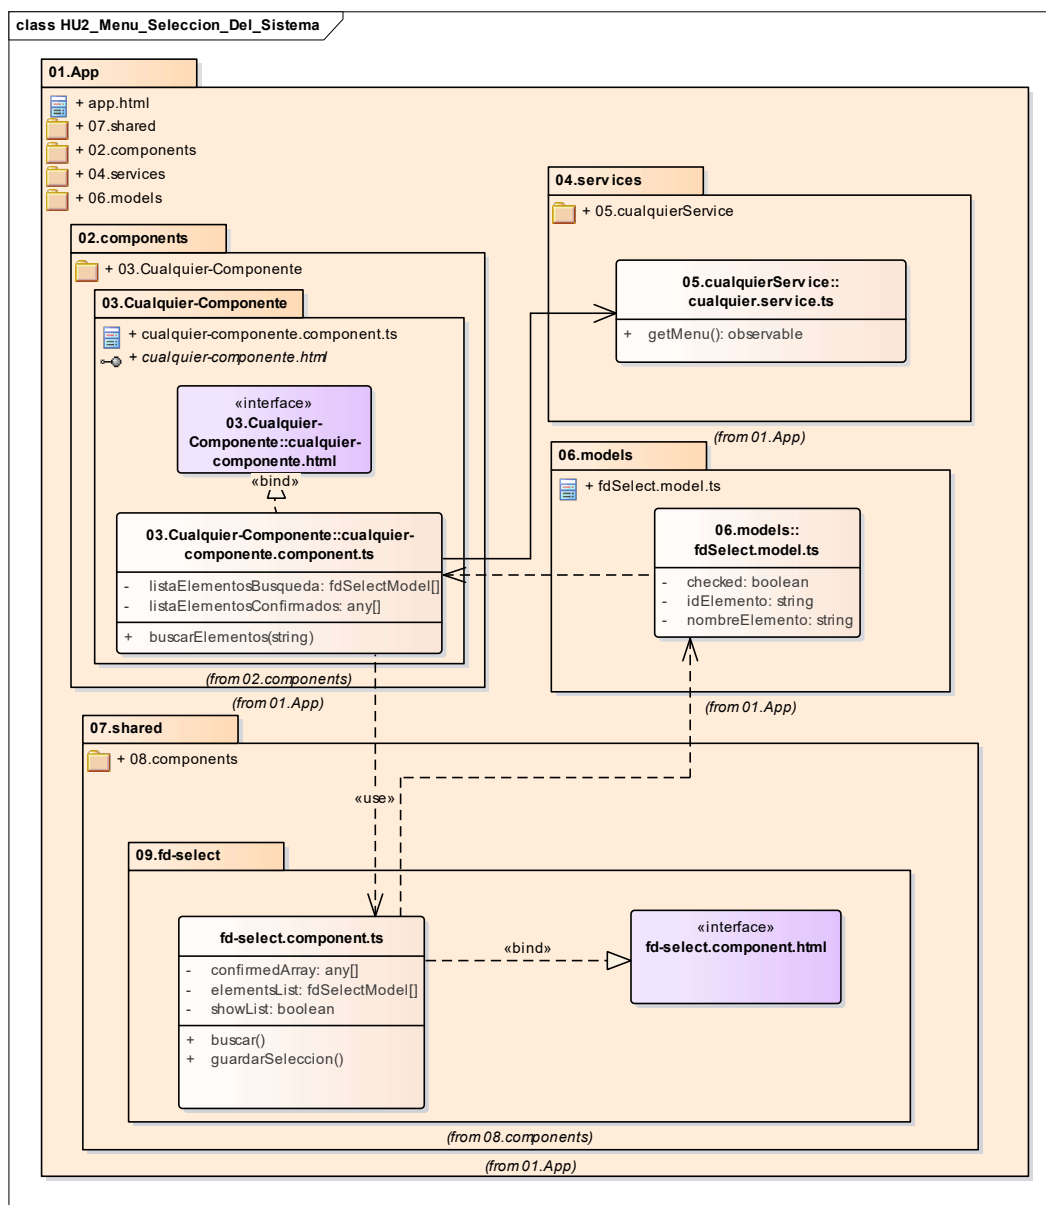 class HU2_Menu_Seleccion_Del_Sistema
01.App
+ app.html
+ 07.shared
+ 02.components
+ 04.services
+ 06.models
04.services
+ 05.cualquierService
05.cualquierService::
cualquier.service.ts
+ getMenu(): observable
(from 01.App)
02.components
+ 03.Cualquier-Componente
03.Cualquier-Componente
+ cualquier-componente.component.ts
+ cualquier-componente.html
«interface»
03.Cualquier-
Componente::cualquier-
componente.html
«bind»
03.Cualquier-Componente::cualquier-
componente.component.ts
- listaElementosBusqueda: fdSelectModel[]
- listaElementosConfirmados: any[]
+ buscarElementos(string)
(from 02.components)
(from 01.App)
06.models
+ fdSelect.model.ts
06.models::
fdSelect.model.ts
- checked: boolean
- idElemento: string
- nombreElemento: string
(from 01.App)
07.shared
+ 08.components
«use»
09.fd-select
fd-select.component.ts
- confirmedArray: any[]
- elementsList: fdSelectModel[]
- showList: boolean
+ buscar()
+ guardarSeleccion()
«bind»
«interface»
fd-select.component.html
(from 08.components)
(from 01.App)